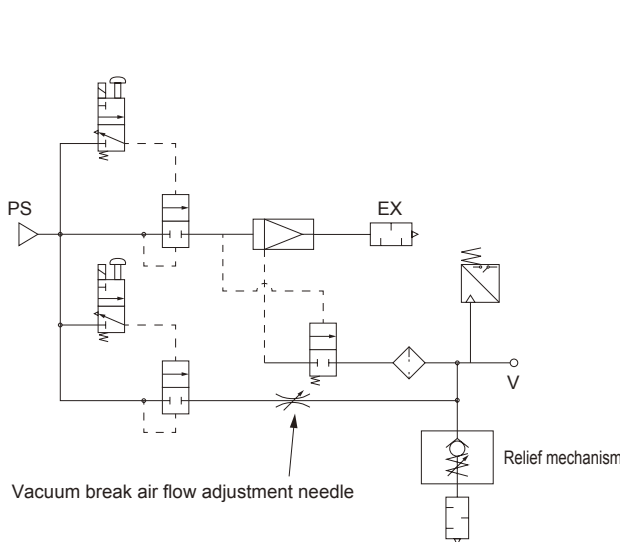 PS
EX
V
Relief mechanism
Vacuum break air flow adjustment needle